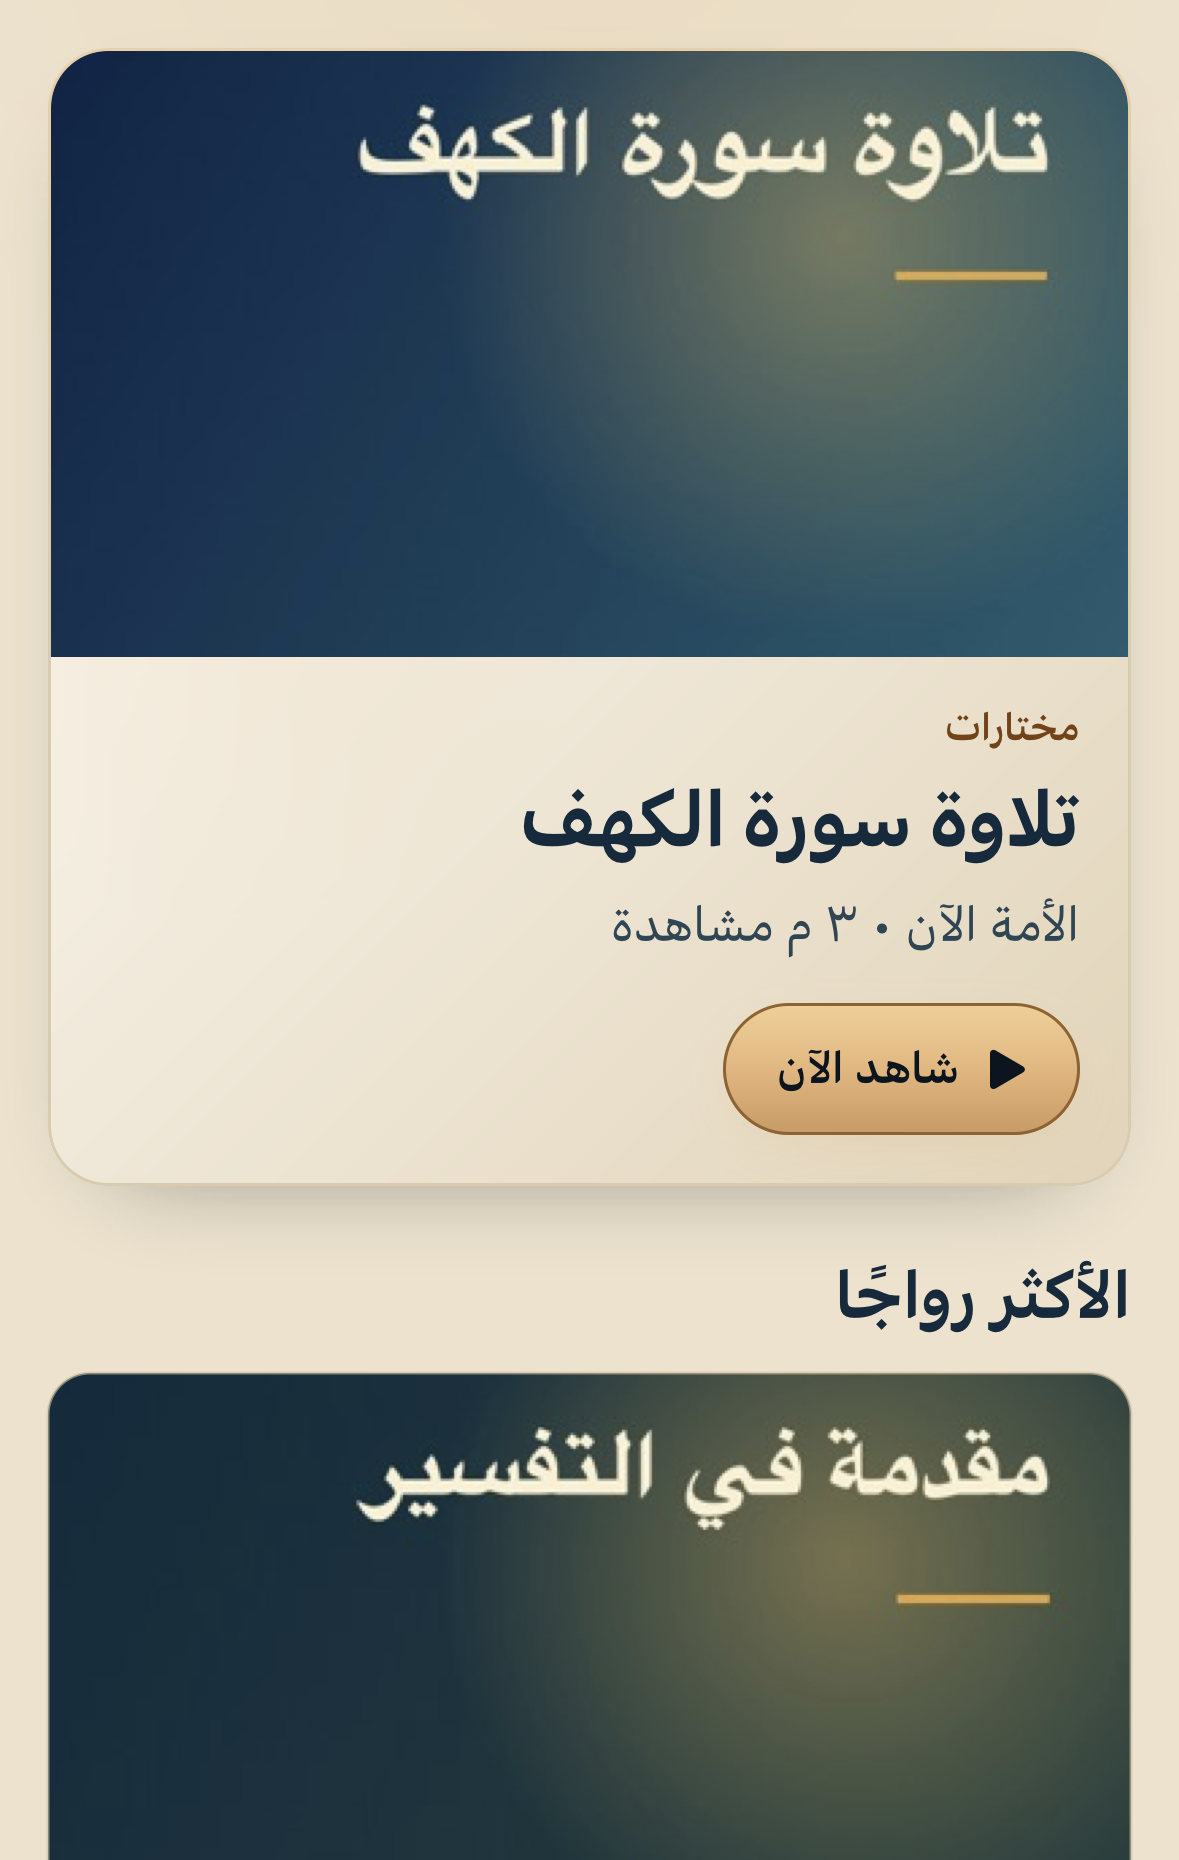 تلاوة سورة الكهف
مختارات
تلاوة سورة الكهف
الأمة الآن • ٣ م مشاهدة
شاهد الآن
الأكثر رواجًا
مقدمة في التفسير